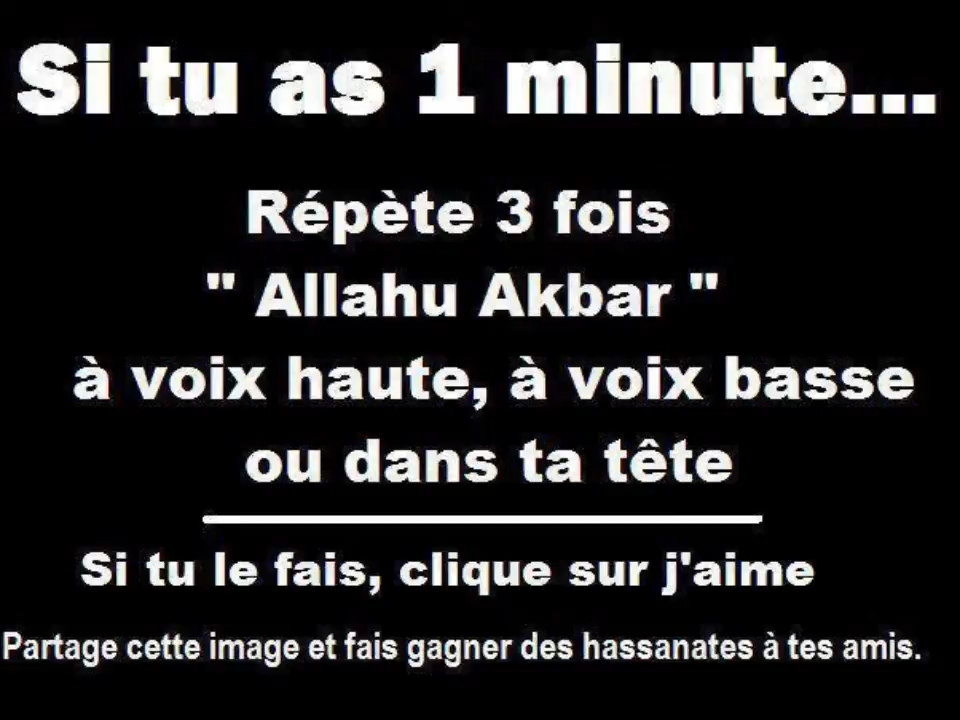 Si tu as 1 minute...
Répète 3 fois
" Allahu Akbar "
à voix haute, à voix basse
ou dans ta tête
Si tu le fais, clique sur j'aime
Partage cette image et fais gagner des hassanates à tes amis.